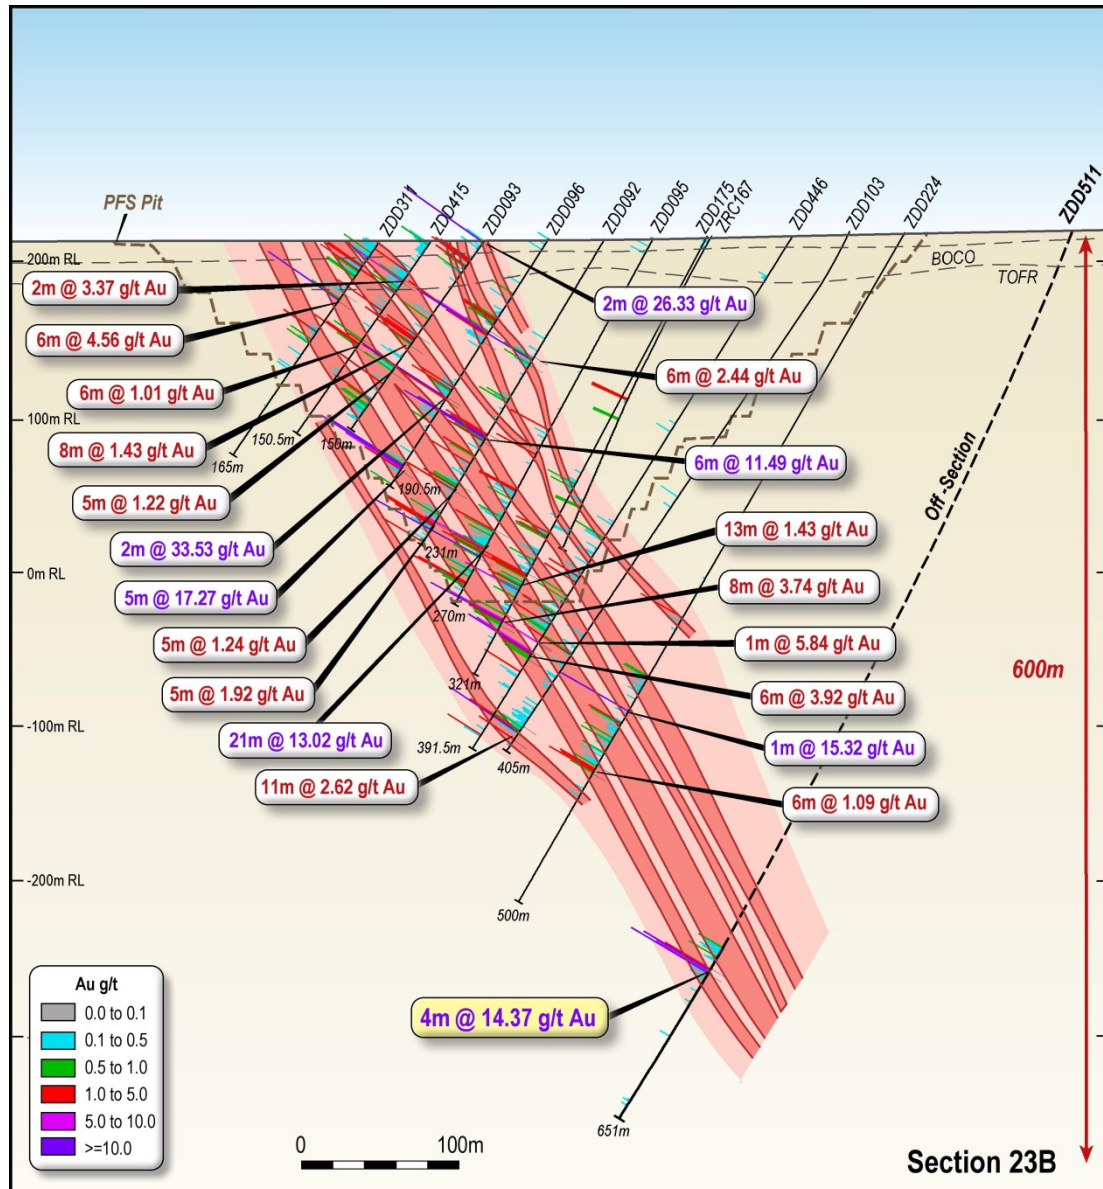 PFS Pit
ZDD311
ZDD415
ZDD093
ZDD096
ZDD092
ZDD095
ZDD175
ZRC167
ZDD446
ZDD103
ZDD224
ZDD511
200m RL
BOCO
TOFR
2m @ 3.37 g/t Au
2m @ 26.33 g/t Au
6m @ 4.56 g/t Au
6m @ 2.44 g/t Au
6m @ 1.01 g/t Au
100m RL
8m @ 1.43 g/t Au
150.5m
150m
165m
6m @ 11.49 g/t Au
5m @ 1.22 g/t Au
190.5m
Off -Section
2m @ 33.53 g/t Au
13m @ 1.43 g/t Au
231m
0m RL
5m @ 17.27 g/t Au
8m @ 3.74 g/t Au
270m
5m @ 1.24 g/t Au
1m @ 5.84 g/t Au
600m
321m
5m @ 1.92 g/t Au
6m @ 3.92 g/t Au
-100m RL
21m @ 13.02 g/t Au
391.5m
405m
1m @ 15.32 g/t Au
11m @ 2.62 g/t Au
6m @ 1.09 g/t Au
-200m RL
500m
4m @ 14.37 g/t Au
Au g/t
0.0 to 0.1
0.1 to 0.5
0.5 to 1.0
1.0 to 5.0
5.0 to 10.0
>=10.0
651m
0
100m
Section 23B